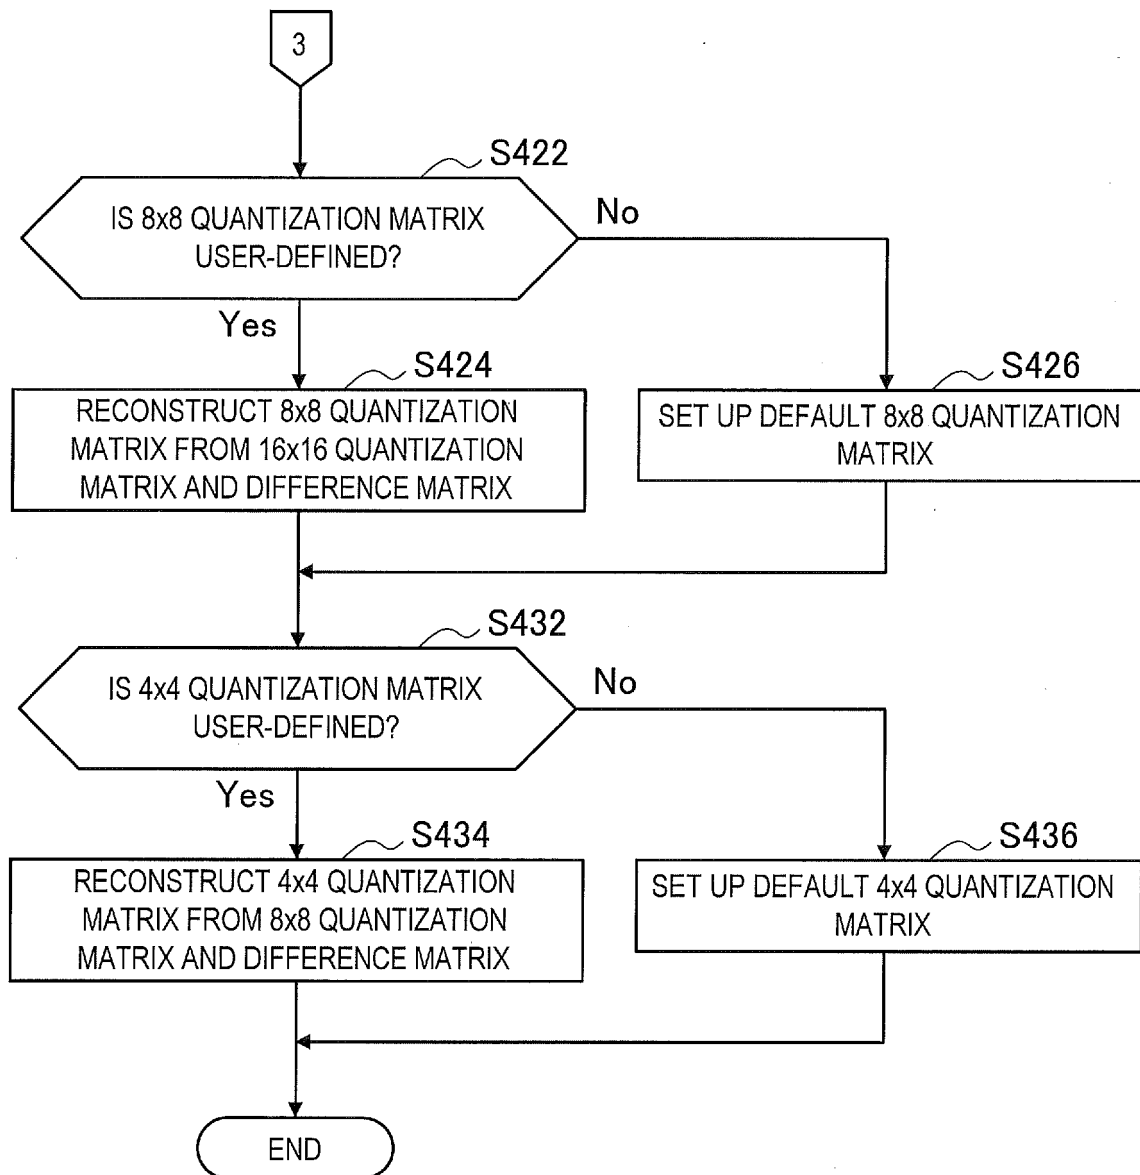 3
S422
IS 8x8 QUANTIZATION MATRIX
USER-DEFINED?
No
Yes
S424
RECONSTRUCT 8x8 QUANTIZATION
MATRIX FROM 16x16 QUANTIZATION
MATRIX AND DIFFERENCE MATRIX
S426
SET UP DEFAULT 8x8 QUANTIZATION
MATRIX
S432
IS 4x4 QUANTIZATION MATRIX
USER-DEFINED?
No
Yes
S434
RECONSTRUCT 4x4 QUANTIZATION
MATRIX FROM 8x8 QUANTIZATION
MATRIX AND DIFFERENCE MATRIX
S436
SET UP DEFAULT 4x4 QUANTIZATION
MATRIX
END